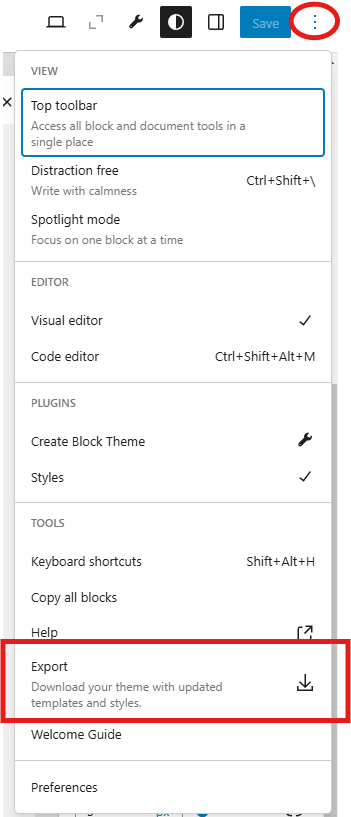 Save
VIEW
Top toolbar
Access all block and document tools in a
single place
Distraction free
Ctrl+Shift+\
Write with calmness
Spotlight mode
Focus on one block at a time
EDITOR
Visual editor
Code editor
Ctrl+Shift+Alt+M
PLUGINS
Create Block Theme
Styles
TOOLS
Keyboard shortcuts
Shift+Alt+H
Copy all blocks
Help
Export
Download your theme with updated
templates and styles.
Welcome Guide
Preferences
px